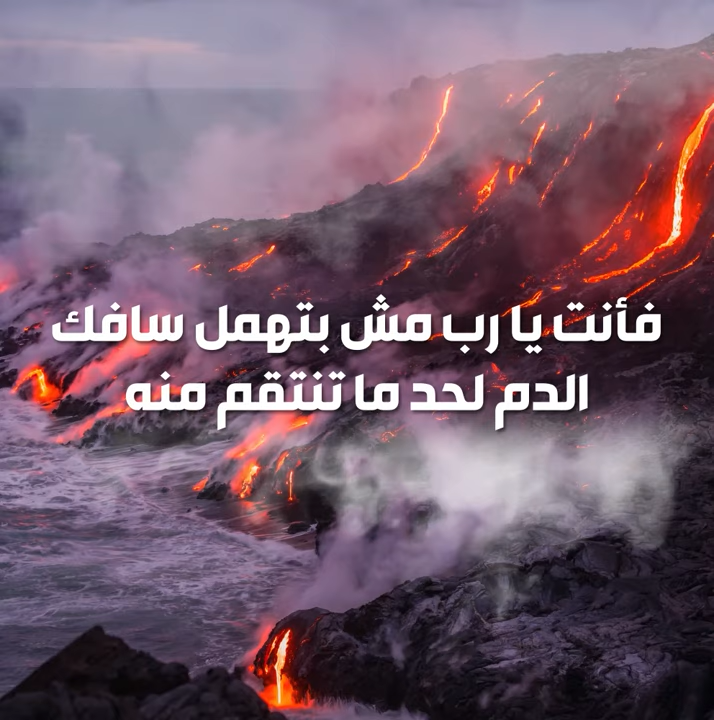 فأنت يا رب مش بتهمل سافك
الدم لحد ما تنتقم منه